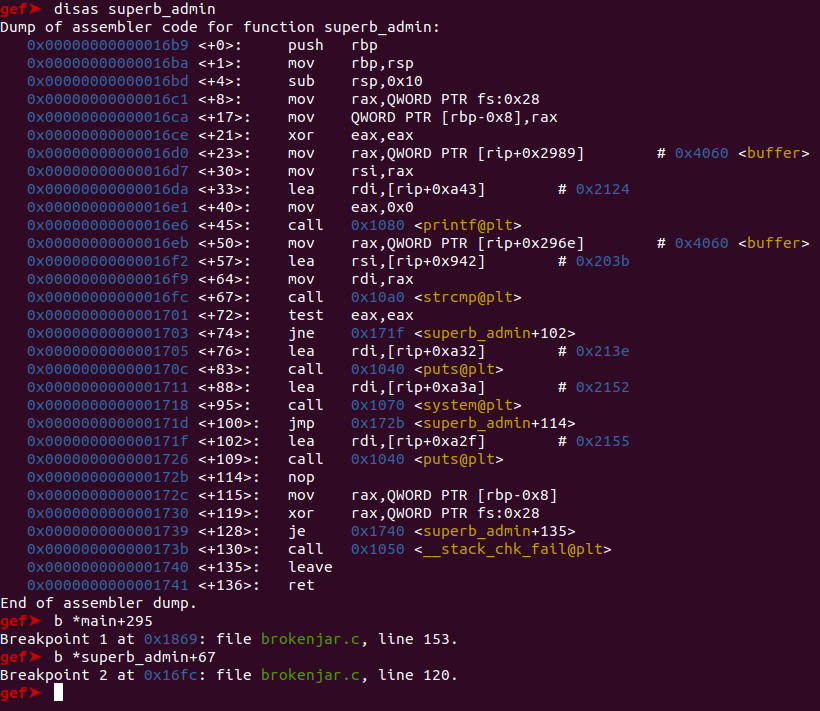 gef➤  disas superb_admin
Dump of assembler code for function superb_admin:
   0x00000000000016b9 <+0>:	push   rbp
   0x00000000000016ba <+1>:	mov    rbp,rsp
   0x00000000000016bd <+4>:	sub    rsp,0x10
   0x00000000000016c1 <+8>:	mov    rax,QWORD PTR fs:0x28
   0x00000000000016ca <+17>:	mov    QWORD PTR [rbp-0x8],rax
   0x00000000000016ce <+21>:	xor    eax,eax
   0x00000000000016d0 <+23>:	mov    rax,QWORD PTR [rip+0x2989]        # 0x4060 <buffer>
   0x00000000000016d7 <+30>:	mov    rsi,rax
   0x00000000000016da <+33>:	lea    rdi,[rip+0xa43]        # 0x2124
   0x00000000000016e1 <+40>:	mov    eax,0x0
   0x00000000000016e6 <+45>:	call   0x1080 <printf@plt>
   0x00000000000016eb <+50>:	mov    rax,QWORD PTR [rip+0x296e]        # 0x4060 <buffer>
   0x00000000000016f2 <+57>:	lea    rsi,[rip+0x942]        # 0x203b
   0x00000000000016f9 <+64>:	mov    rdi,rax
   0x00000000000016fc <+67>:	call   0x10a0 <strcmp@plt>
   0x0000000000001701 <+72>:	test   eax,eax
   0x0000000000001703 <+74>:	jne    0x171f <superb_admin+102>
   0x0000000000001705 <+76>:	lea    rdi,[rip+0xa32]        # 0x213e
   0x000000000000170c <+83>:	call   0x1040 <puts@plt>
   0x0000000000001711 <+88>:	lea    rdi,[rip+0xa3a]        # 0x2152
   0x0000000000001718 <+95>:	call   0x1070 <system@plt>
   0x000000000000171d <+100>:	jmp    0x172b <superb_admin+114>
   0x000000000000171f <+102>:	lea    rdi,[rip+0xa2f]        # 0x2155
   0x0000000000001726 <+109>:	call   0x1040 <puts@plt>
   0x000000000000172b <+114>:	nop
   0x000000000000172c <+115>:	mov    rax,QWORD PTR [rbp-0x8]
   0x0000000000001730 <+119>:	xor    rax,QWORD PTR fs:0x28
   0x0000000000001739 <+128>:	je     0x1740 <superb_admin+135>
   0x000000000000173b <+130>:	call   0x1050 <__stack_chk_fail@plt>
   0x0000000000001740 <+135>:	leave
   0x0000000000001741 <+136>:	ret
End of assembler dump.
gef➤  b *main+295
Breakpoint 1 at 0x1869: file brokenjar.c, line 153.
gef➤  b *superb_admin+67
Breakpoint 2 at 0x16fc: file brokenjar.c, line 120.
gef➤